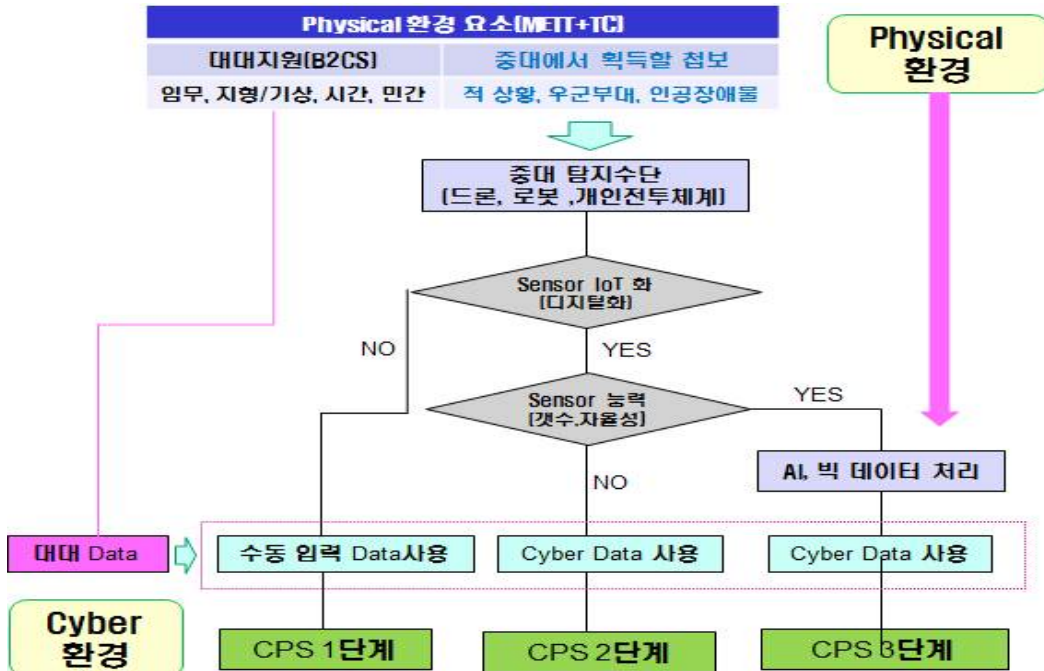 Physical 환경 요소(METT+TC)
Physical
환경
대대지원(B2CS)
중대에서 획득할 첩보
임무, 지형/기상, 시간, 민간
적 상황, 우군부대, 인공장애물
중대 탐지수단
(드론, 로봇 ,개인전투체계)
Sensor IoT 화
(디지털화)
NO
YES
Sensor 능력
(갯수,자율성)
YES
NO
AI, 빅 데이터 처리
대대 Data
수동 입력 Data사용
Cyber Data 사용
Cyber Data 사용
Cyber
환경
CPS 1단계
CPS 2단계
CPS 3단계